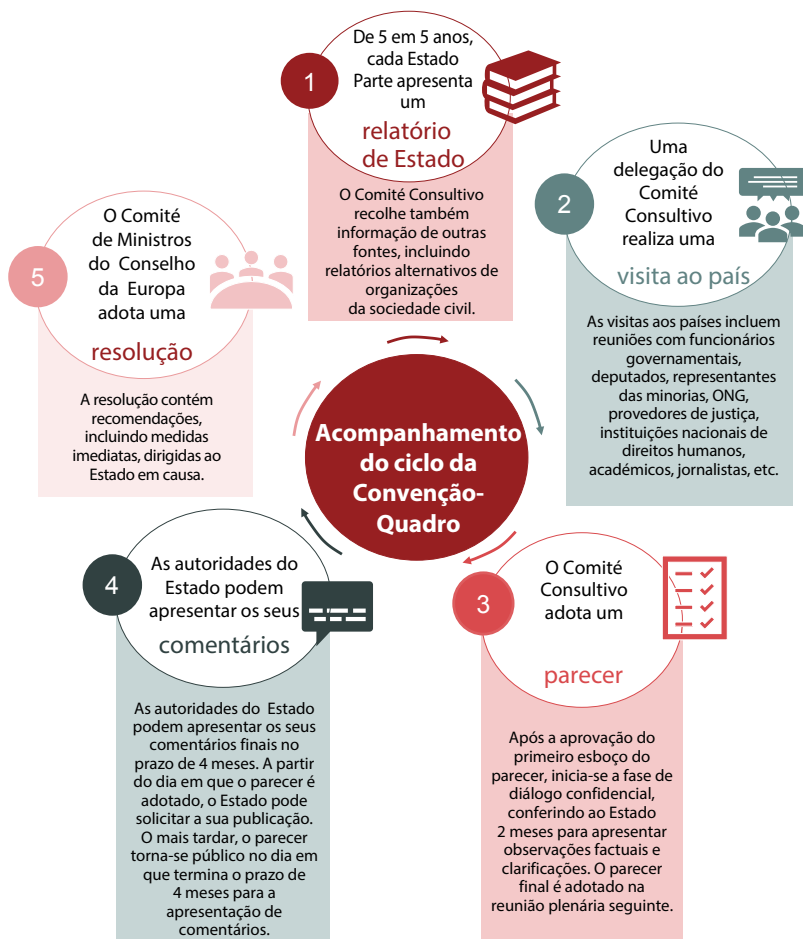 1
De 5 em 5 anos,
cada Estado
Parte apresenta
um
relatório
de Estado
O Comité Consultivo
recolhe também
informação de outras
fontes, incluindo
relatórios alternativos de
organizações
da sociedade civil.
2
Uma
delegação do
Comité
Consultivo
realiza uma
visita ao país
As visitas aos países incluem
reuniões com funcionários
governamentais,
deputados, representantes
das minorias, ONG,
provedores de justiça,
instituições nacionais de
direitos humanos,
académicos, jornalistas, etc.
3
O Comité
Consultivo
adota um
parecer
Após a aprovação do
primeiro esboço do
parecer, inicia-se a fase de
diálogo confidencial,
conferindo ao Estado
2 meses para apresentar
observações factuais e
clarificações. O parecer
final é adotado na
reunião plenária seguinte.
4
As autoridades do
Estado podem
apresentar os seus
comentários
As autoridades do Estado
podem apresentar os seus
comentários finais no
prazo de 4 meses. A partir
do dia em que o parecer é
adotado, o Estado pode
solicitar a sua publicação.
O mais tardar, o parecer
torna-se público no dia em
que termina o prazo de
4 meses para a
apresentação de
comentários.
5
O Comité
de Ministros
do Conselho
da Europa
adota uma
resolução
A resolução contém
recomendações,
incluindo medidas
imediatas, dirigidas ao
Estado em causa.
Acompanhamento
do ciclo da
Convenção-
Quadro